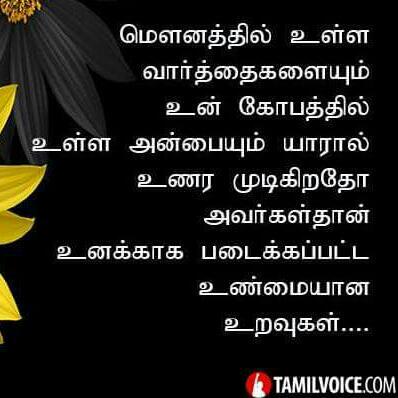 மௌனத்தில் உள்ள
வார்த்தைகளையும்
உன் கோபத்தில்
உள்ள அன்பையும் யாரால்
உணர முடிகிறதோ
அவர்கள்தான்
உனக்காக படைக்கப்பட்ட
உண்மையான
உறவுகள்....
TAMILVOICE.COM